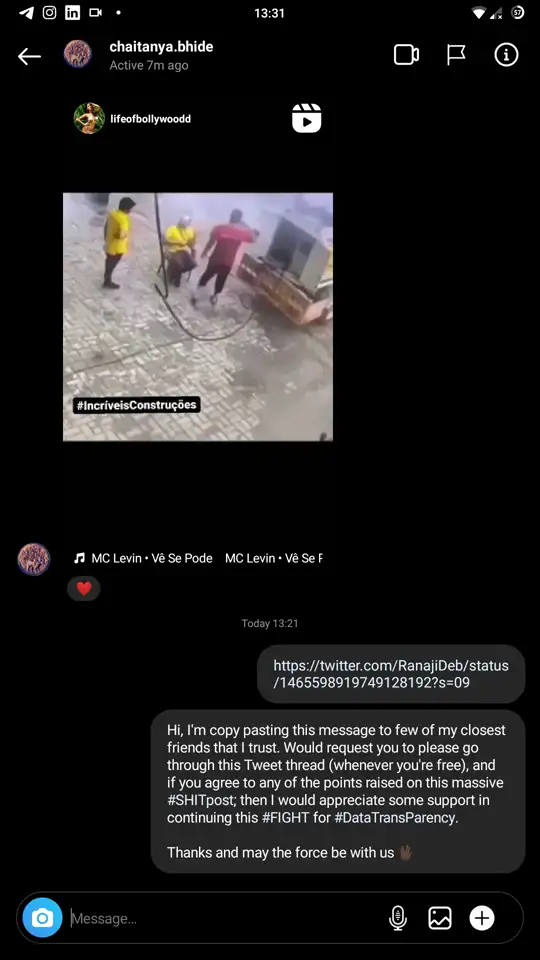 13:31
57
chaitanya.bhide
Active 7m ago
lifeofbollywoodd
#IncríveisConstruções
MC Levin • Vê Se Pode MC Levin • Vê Se F
Today 13:21
https://twitter.com/RanajiDeb/status
/1465598919749128192?s=09
Hi, I'm copy pasting this message to few of my closest
friends that I trust. Would request you to please go
through this Tweet thread (whenever you're free), and
if you agree to any of the points raised on this massive
#SHITpost; then I would appreciate some support in
continuing this #FIGHT for #DataTransParency.
Thanks and may the force be with us 🖖🏿
Message...